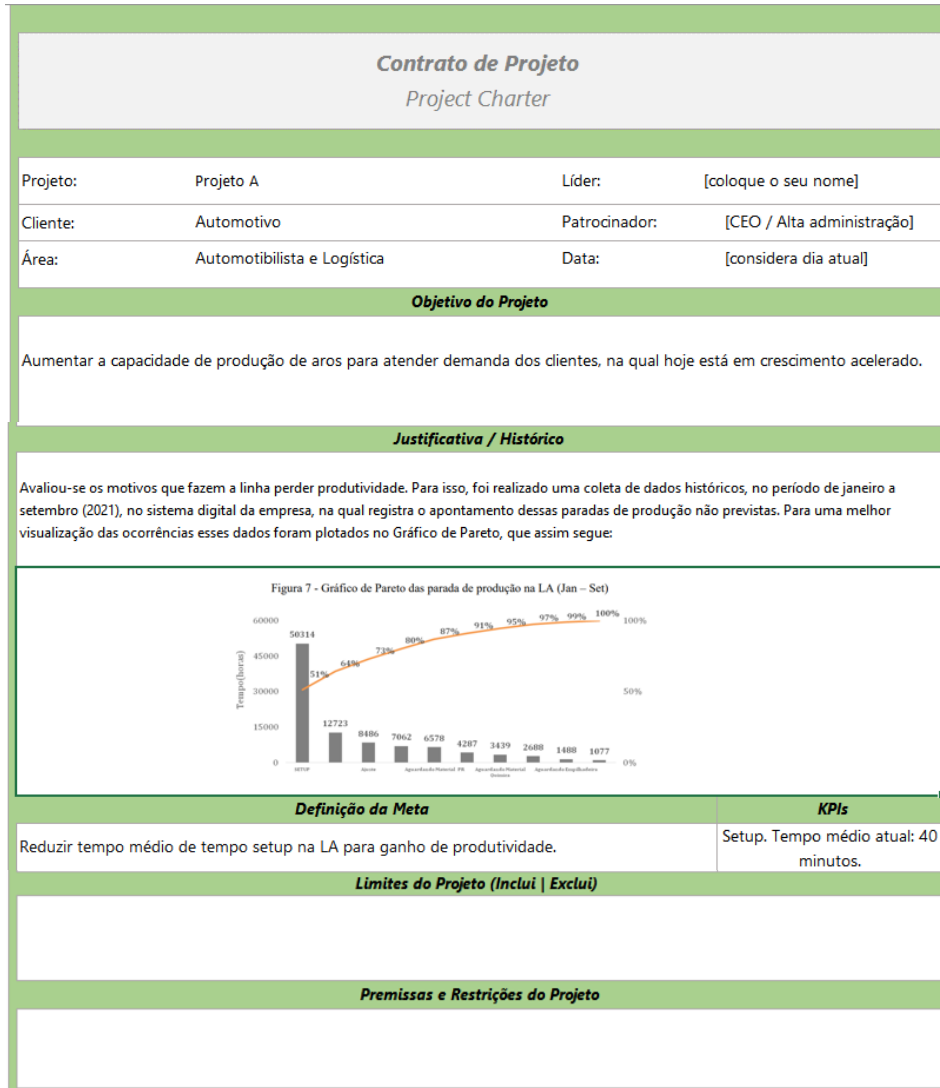 Contrato de Projeto
Project Charter
Projeto: Projeto A Líder: [coloque o seu nome]
Cliente: Automotivo Patrocinador: [CEO / Alta administração]
Área: Automotibilista e Logística Data: [considera dia atual]
Objetivo do Projeto
Aumentar a capacidade de produção de aros para atender demanda dos clientes, na qual hoje está em crescimento acelerado.
Justificativa / Histórico
Avaliou-se os motivos que fazem a linha perder produtividade. Para isso, foi realizado uma coleta de dados históricos, no período de janeiro a
setembro (2021), no sistema digital da empresa, na qual registra o apontamento dessas paradas de produção não previstas. Para uma melhor
visualização das ocorrências esses dados foram plotados no Gráfico de Pareto, que assim segue:
Figura 7 - Gráfico de Pareto das parada de produção na LA (Jan – Set)
Tempo(horas)
60000
45000
30000
15000
0
50314 12723 8486 7062 6578 4287 3439 2688 1488 1077
51% 64% 73% 80% 87% 91% 95% 97% 99% 100%
100%
50%
0%
SETUP Ajuste Aguardando Material PR Aguardando Material Aguardando Empilhadeira
Definição da Meta KPIs
Reduzir tempo médio de tempo setup na LA para ganho de produtividade. Setup. Tempo médio atual: 40
minutos.
Limites do Projeto (Inclui | Exclui)
Premissas e Restrições do Projeto